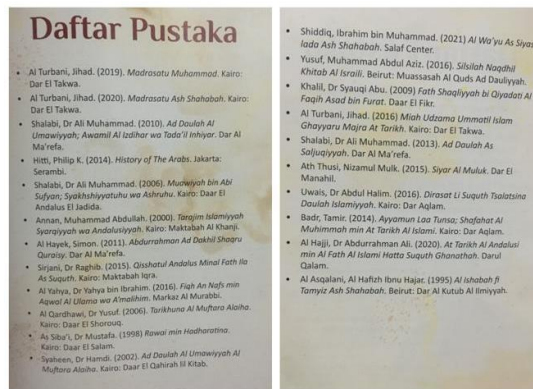 Daftar Pustaka
• Al Turbani, Jihad. (2019). Madrasatu Muhammad. Kairo:
Dar El Takwa.
• Al Turbani, Jihad. (2020). Madrasatu Ash Shahabah. Kairo:
Dar El Takwa.
• Shalabi, Dr Ali Muhammad. (2010). Ad Daulah Al
Umawiyyah; Awamil Al Izdihar wa Tada'il Inhiyar. Dar Al
Ma'refa.
• Hitti, Philip K. (2014). History of The Arabs. Jakarta:
Serambi.
• Shalabi, Dr Ali Muhammad. (2006). Muawiyah bin Abi
Sufyan; Syakhshiyyatuhu wa Ashruhu. Kairo: Daar El
Andalus El Jadida.
• Annan, Muhammad Abdullah. (2000). Tarajim Islamiyyah
Syarqiyyah wa Andalusiyyah. Kairo: Maktabah Al Khanji.
• Al Hayek, Simon. (2011). Abdurrahman Ad Dakhil Shaqru
Quraisy. Dar Al Ma'refa.
• Sirjani, Dr Raghib. (2015). Qisshatul Andalus Minal Fath Ila
As Suquth. Kairo: Maktabah Iqra.
• Al Yahya, Dr Yahya bin Ibrahim. (2016). Fiqh An Nafs min
Aqwal Al Ulama wa A'malihim. Markaz Al Murabbi.
• Al Qardhawi, Dr Yusuf. (2006). Tarikhuna Al Muftara Alaiha.
Kairo: Daar El Shorouq.
• As Siba'i, Dr Mustafa. (1998) Rawai min Hadharatina.
Kairo: Daar El Salam.
• Syaheen, Dr Hamdi. (2002). Ad Daulah Al Umawiyyah Al
Muftara Alaiha. Kairo: Daar El Qahirah lil Kitab.
• Shiddiq, Ibrahim bin Muhammad. (2021) Al Wa'yu As Siyas
lada Ash Shahabah. Salaf Center.
• Yusuf, Muhammad Abdul Aziz. (2016). Silsilah Naqdhil
Khitab Al Israili. Beirut: Muassasah Al Quds Ad Dauliyyah.
• Khalil, Dr Syauqi Abu. (2009) Fath Shaqliyyah bi Qiyadati Al
Faqih Asad bin Furat. Daar El Fikr.
• Al Turbani, Jihad. (2016) Miah Udzama Ummatil Islam
Ghayyaru Majra At Tarikh. Kairo: Dar El Takwa.
• Shalabi, Dr Ali Muhammad. (2013). Ad Daulah As
Saljuqiyyah. Dar Al Ma'refa.
• Ath Thusi, Nizamul Mulk. (2015). Siyar Al Muluk. Dar El
Manahil.
• Uwais, Dr Abdul Halim. (2016). Dirasat Li Suquth Tsalatsina
Daulah Islamiyyah. Kairo: Dar Aqlam.
• Badr, Tamir. (2014). Ayyamun Laa Tunsa; Shafahat Al
Muhimmah min At Tarikh Al Islami. Kairo: Dar Aqlam.
• Al Hajji, Dr Abdurrahman Ali. (2020). At Tarikh Al Andalusi
min Al Fath Al Islami Hatta Suquth Ghanathah. Darul
Qalam.
• Al Asqalani, Al Hafizh Ibnu Hajar. (1995) Al Ishabah fi
Tamyiz Ash Shahabah. Beirut: Dar Al Kutub Al Ilmiyyah.